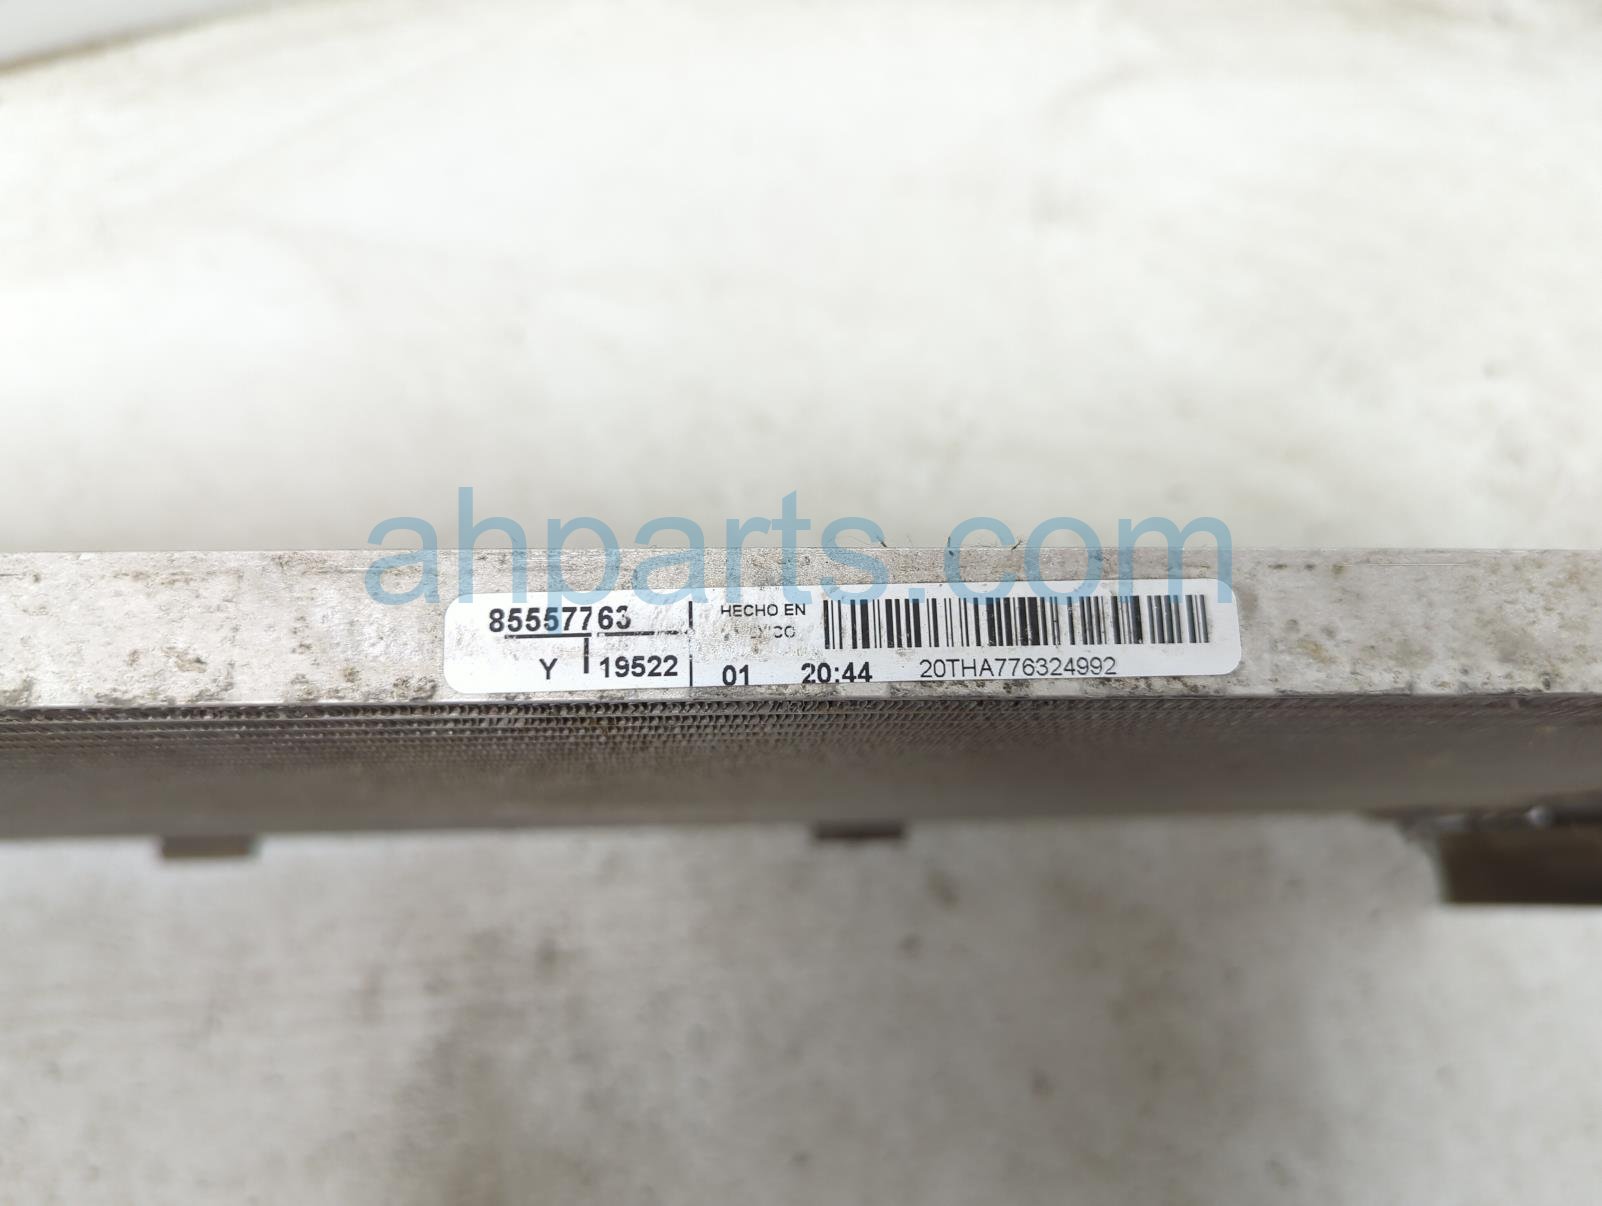 ahparts.com
85557763
HECHO EN
Y 19522 01 20:44 20THA776324992